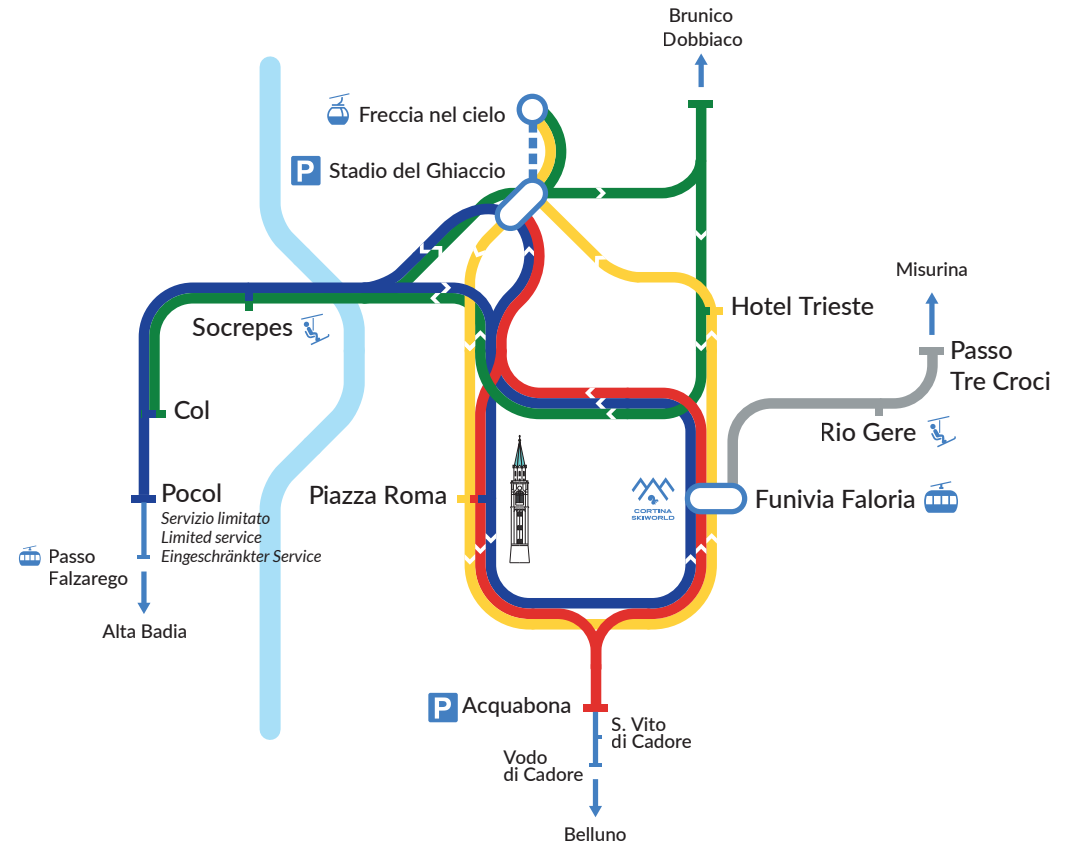 Brunico
Dobbiaco
Freccia nel cielo
P
Stadio del Ghiaccio
Misurina
Hotel Trieste
Socrepes
Passo
Tre Croci
Col
Rio Gere
Pocol
Servizio limitato
Limited service
Eingeschränkter Service
Piazza Roma
CORTINA
SKIWORLD
Funivia Faloria
Passo
Falzarego
Alta Badia
P
Acquabona
S. Vito
di Cadore
Vodo
di Cadore
Belluno